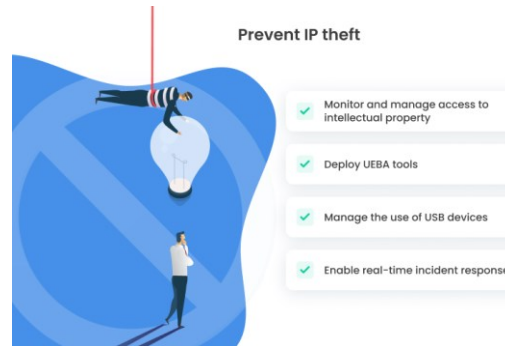 Prevent IP theft
Monitor and manage access to
intellectual property
Deploy UEBA tools
Manage the use of USB devices
Enable real-time incident response